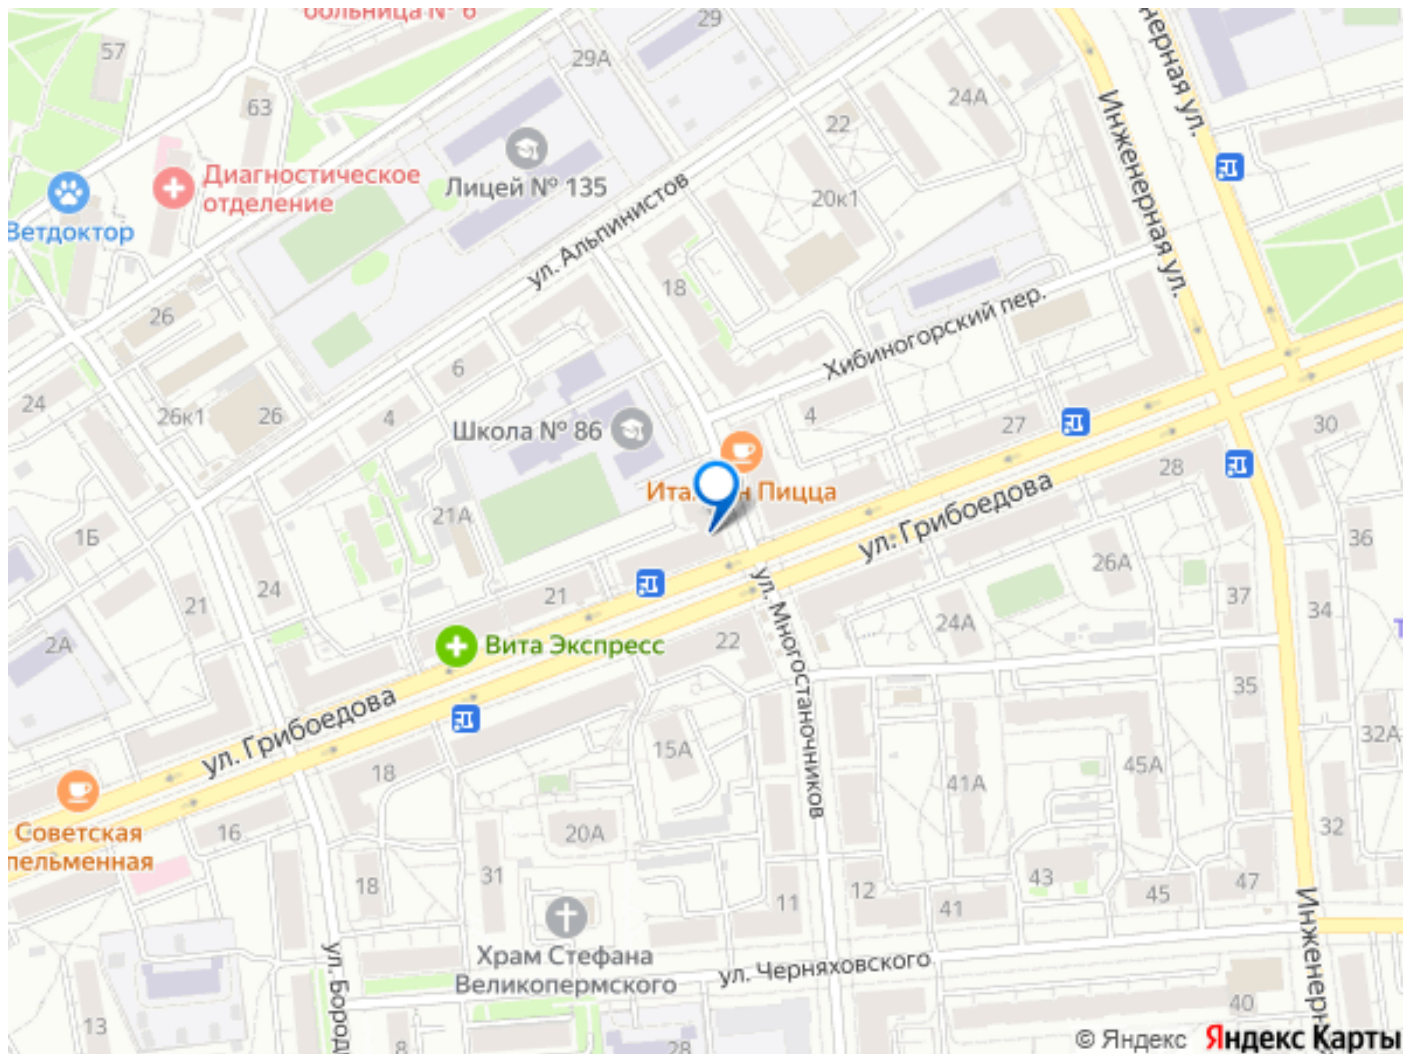 больница № 6
29
57
29А
63
24А
22
Лицей № 135
Диагностическое
отделение
Ветдоктор
20к1
ул. Альпинистов
Инженерная ул.
нерная ул.
18
26
Хибиногорский пер.
6
24
26к1
26
4
Школа № 86
4
27
30
28
21А
Пицца
ул. Грибоедова
1Б
36
26А
24
21
21
37
34
2А
Вита Экспресс
22
24А
ул. Многостаночников
35
ул. Грибоедова
15А
32А
18
41А
45А
Советская
пельменная
16
20А
32
31
18
11
12
43
45
47
41
Храм Стефана
Великопермского
ул. Черняховского
ул. Бород
Инженерн
13
8
28
40
© Яндекс Яндекс Карты